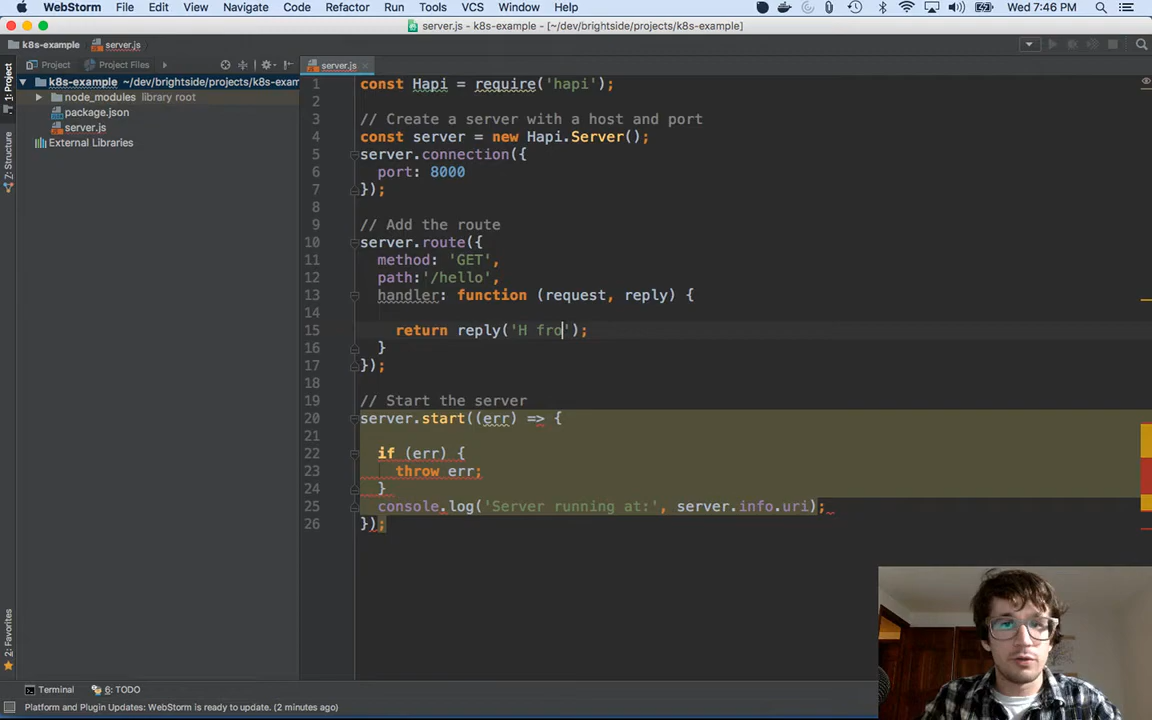 WebStorm File Edit View Navigate Code Refactor Run Tools VCS Window Help Wed 7:46 PM
server.js - k8s-example - [~/dev/brightside/projects/k8s-example]
k8s-example server.js
Project Project Files
server.js
k8s-example ~/dev/brightside/projects/k8s-exam
node_modules library root
package.json
server.js
External Libraries
1: Project
7: Structure
2: Favorites
1 const Hapi = require('hapi');
2
3 // Create a server with a host and port
4 const server = new Hapi.Server();
5 server.connection({
6 port: 8000
7 });
8
9 // Add the route
10 server.route({
11 method: 'GET',
12 path:'/hello',
13 handler: function (request, reply) {
14
15 return reply('H fro');
16 }
17 });
18
19 // Start the server
20 server.start((err) => {
21
22 if (err) {
23 throw err;
24 }
25 console.log('Server running at:', server.info.uri);
26 });
Terminal 6: TODO
Platform and Plugin Updates: WebStorm is ready to update. (2 minutes ago)